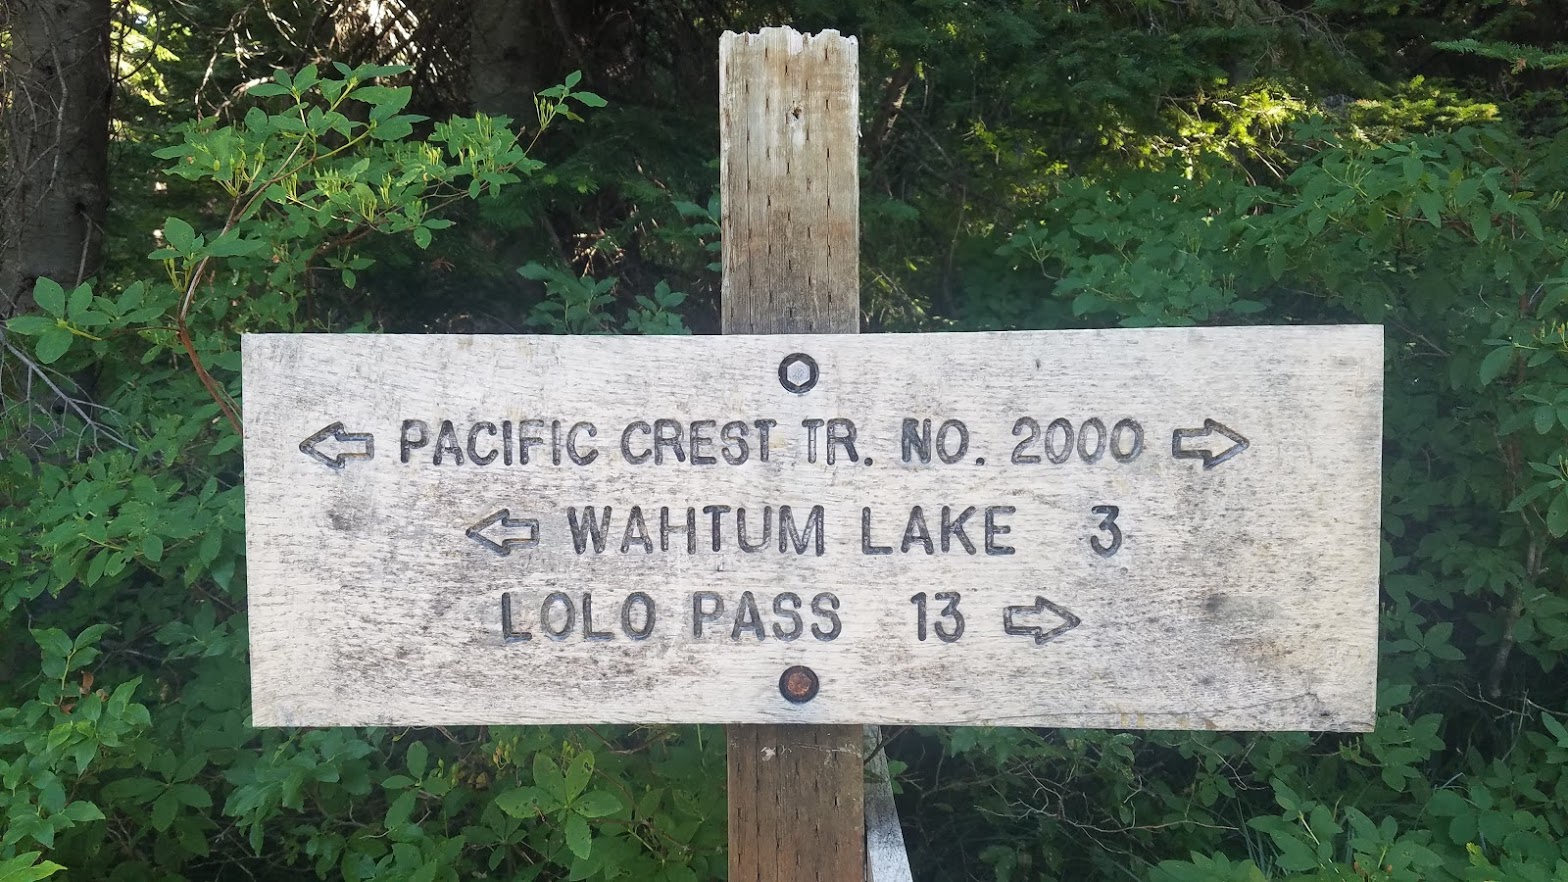 PACIFIC CREST TR. NO. 2000
WAHTUM LAKE 3
LOLO PASS 13